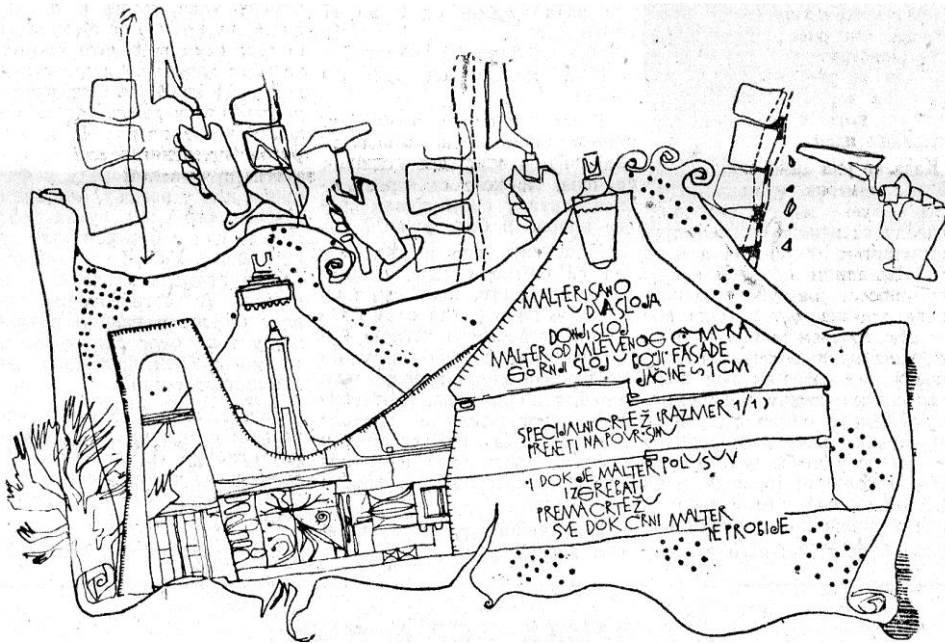 MALTERISANO
U DVA SLOJA
DONJI SLOJ
MALTER OD MLEVENOG ĆUMURA
GORNJI SLOJ U BOJI FASADE
JAČINE S 1 CM
SPECIJALNI CRTEŽ (RAZMER 1/1)
PRENETI NA POVRŠINU
I DOK JE MALTER POLUSUV
IZGREBATI
PREMA CRTEŽU
SVE DOK CRNI MALTER
NE PROBIJE